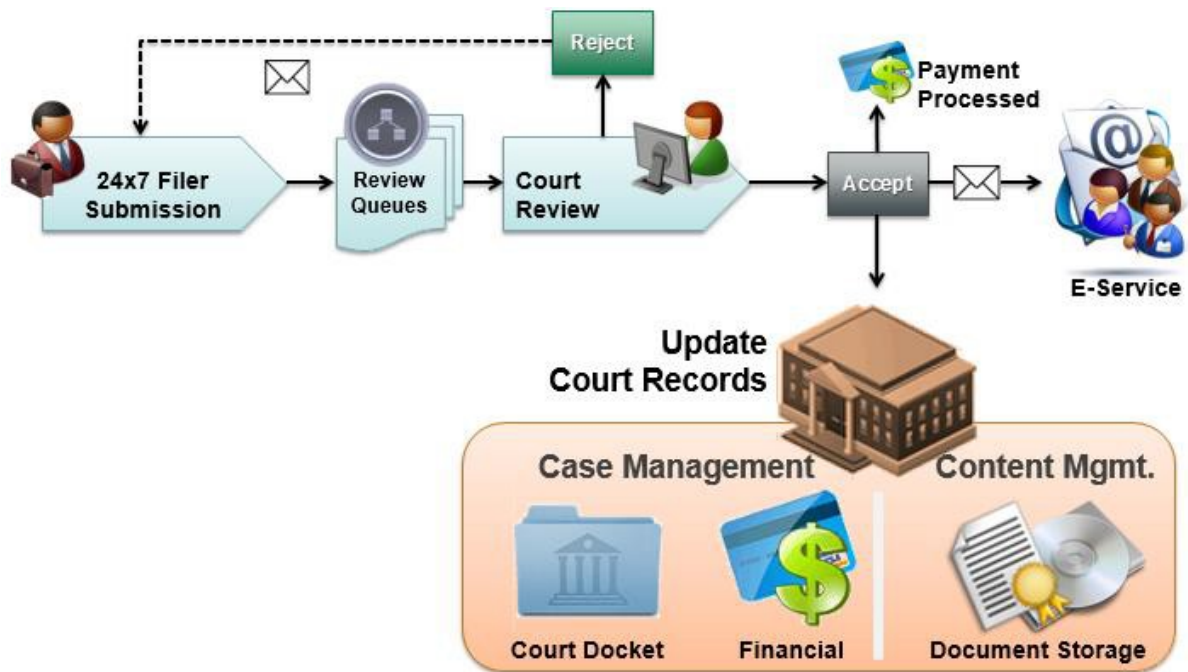 Reject
Payment
Processed
24x7 Filer
Submission
Review
Queues
Court
Review
Accept
@
E-Service
Update
Court Records
Case Management
Content Mgmt.
Court Docket
Financial
Document Storage